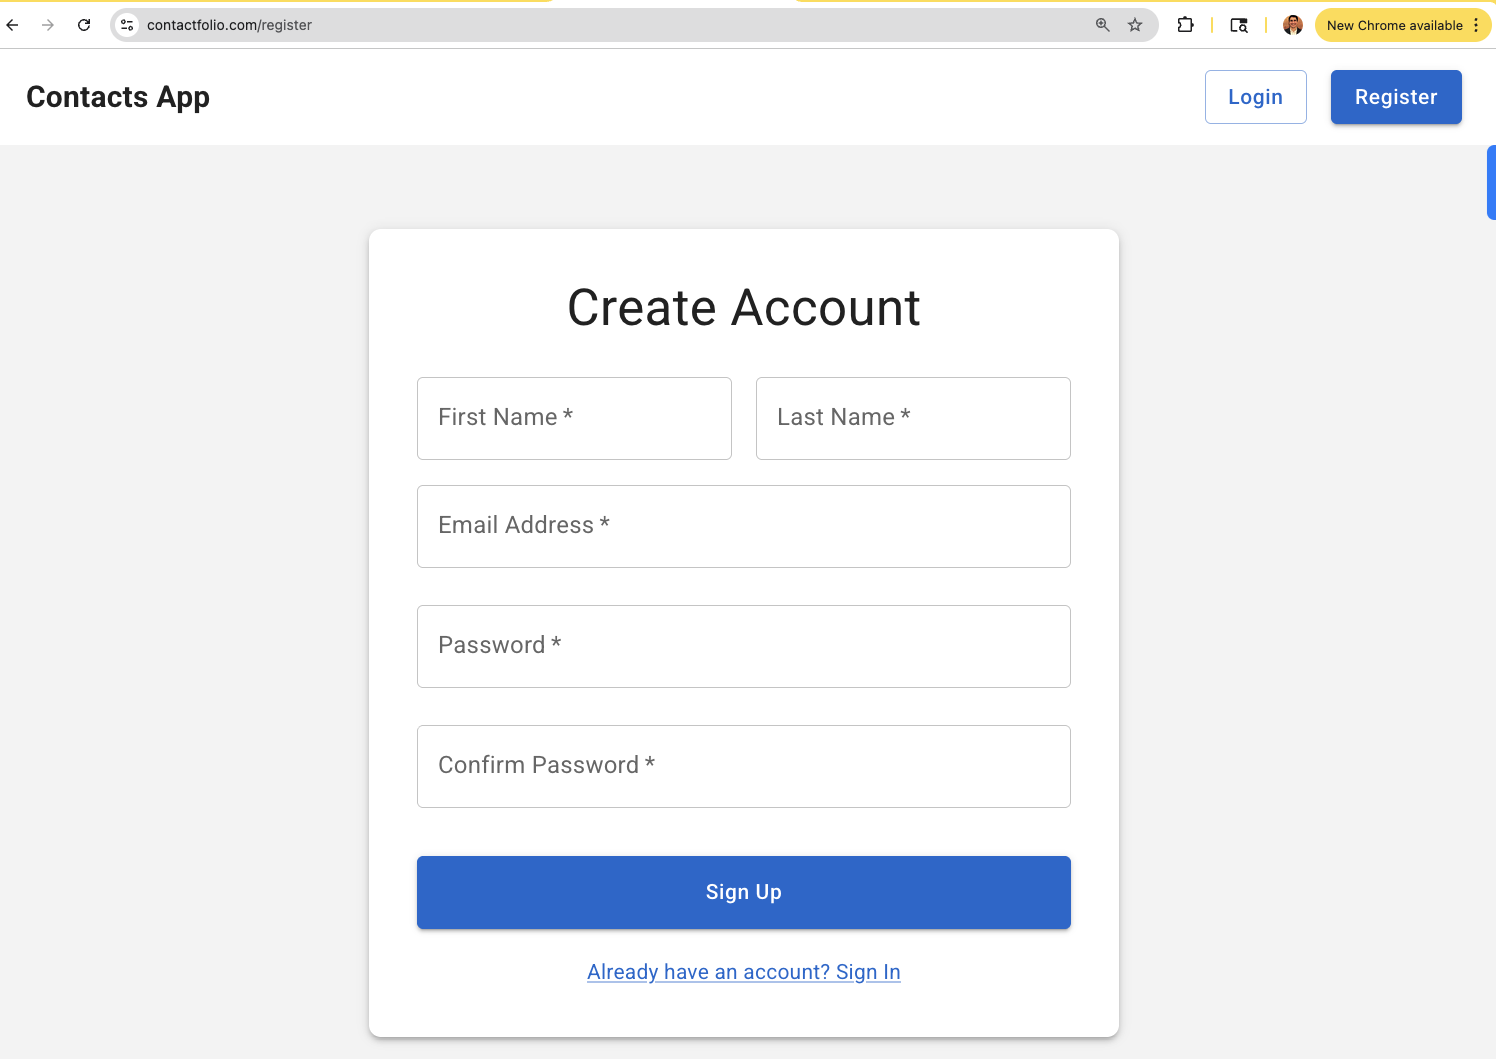 contactfolio.com/register
New Chrome available
Contacts App
Login
Register
Create Account
First Name *
Last Name *
Email Address *
Password *
Confirm Password *
Sign Up
Already have an account? Sign In